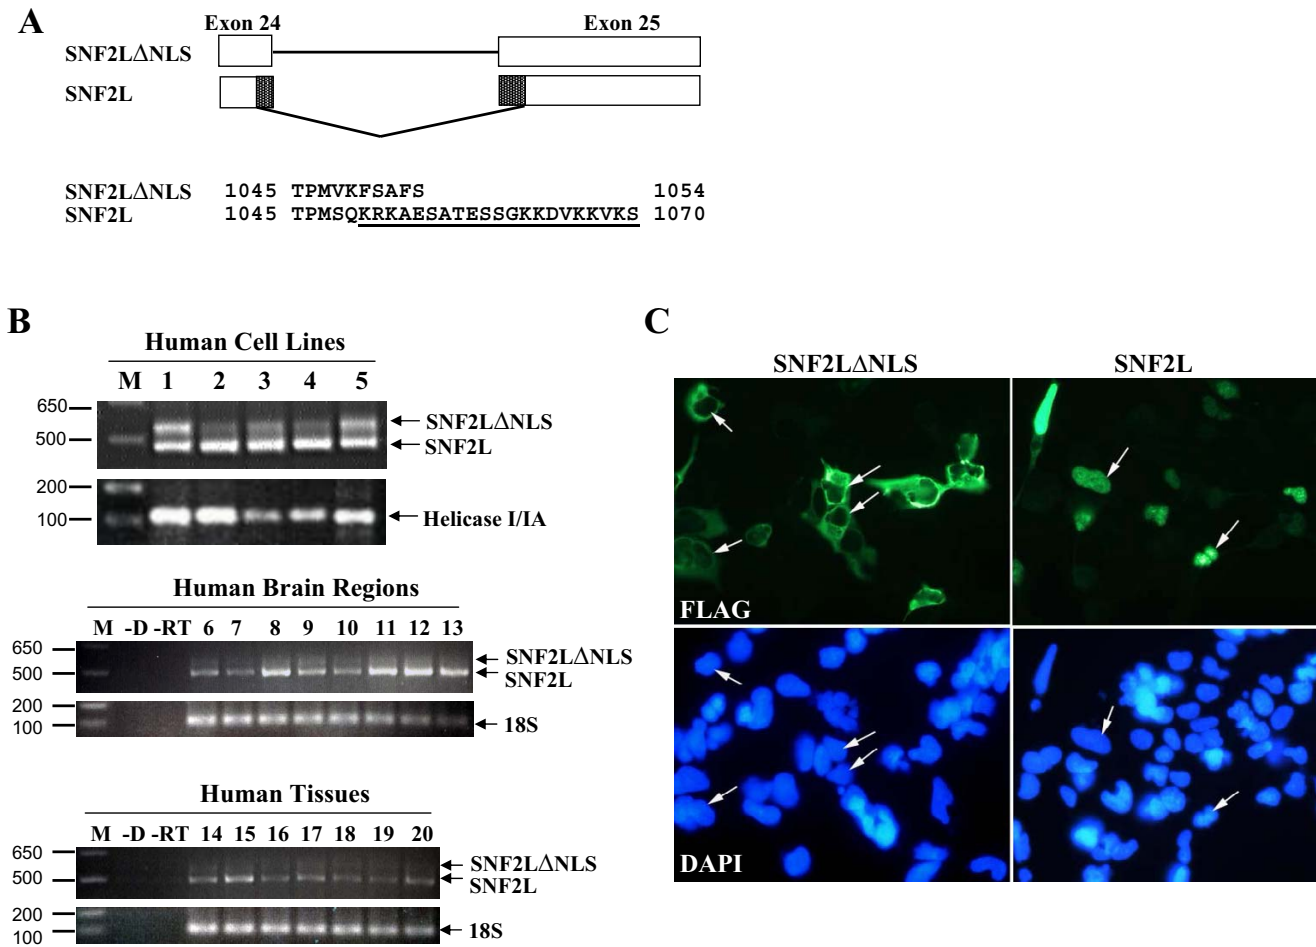 A
Exon 24 Exon 25
SNF2LΔNLS
SNF2L
SNF2LΔNLS 1045 TPMVKFSAFS 1054
SNF2L 1045 TPMSQKRKAESATESSGKKDVKKVKS 1070
B
Human Cell Lines
M 1 2 3 4 5
650
SNF2LΔNLS
500
SNF2L
200
100
Helicase I/IA
Human Brain Regions
M -D -RT 6 7 8 9 10 11 12 13
650
SNF2LΔNLS
500
SNF2L
200
100
18S
Human Tissues
M -D -RT 14 15 16 17 18 19 20
650
SNF2LΔNLS
500
SNF2L
200
100
18S
C
SNF2LΔNLS SNF2L
FLAG
DAPI